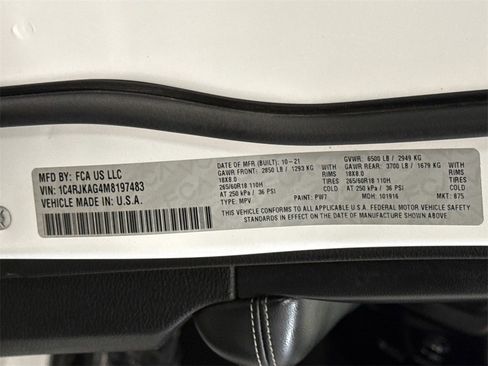 MFD BY: FCA US LLC
VIN: 1C4RJKAG4M8197483
VEHICLE MADE IN U.S.A.
DATE OF MFR (BUILT): 10-21
GAWR FRONT: 2850 LB / 1293 KG WITH
18X8.0 RIMS
265/60R18 110H TIRES
AT 250 kPa / 36 PSI
TYPE: MPV PAINT: PW7
GVWR: 6500 LB / 2949 KG
GAWR REAR: 3700 LB / 1679 KG WITH
18X8.0 RIMS
265/60R18 110H TIRES
AT 250 kPa / 36 PSI
VEHICLE MDH: 101916 MKT: 875
THIS VEHICLE CONFORMS TO ALL APPLICABLE U.S.A. FEDERAL MOTOR VEHICLE SAFETY
STANDARDS IN EFFECT ON THE DATE OF MANUFACTURE SHOWN ABOVE